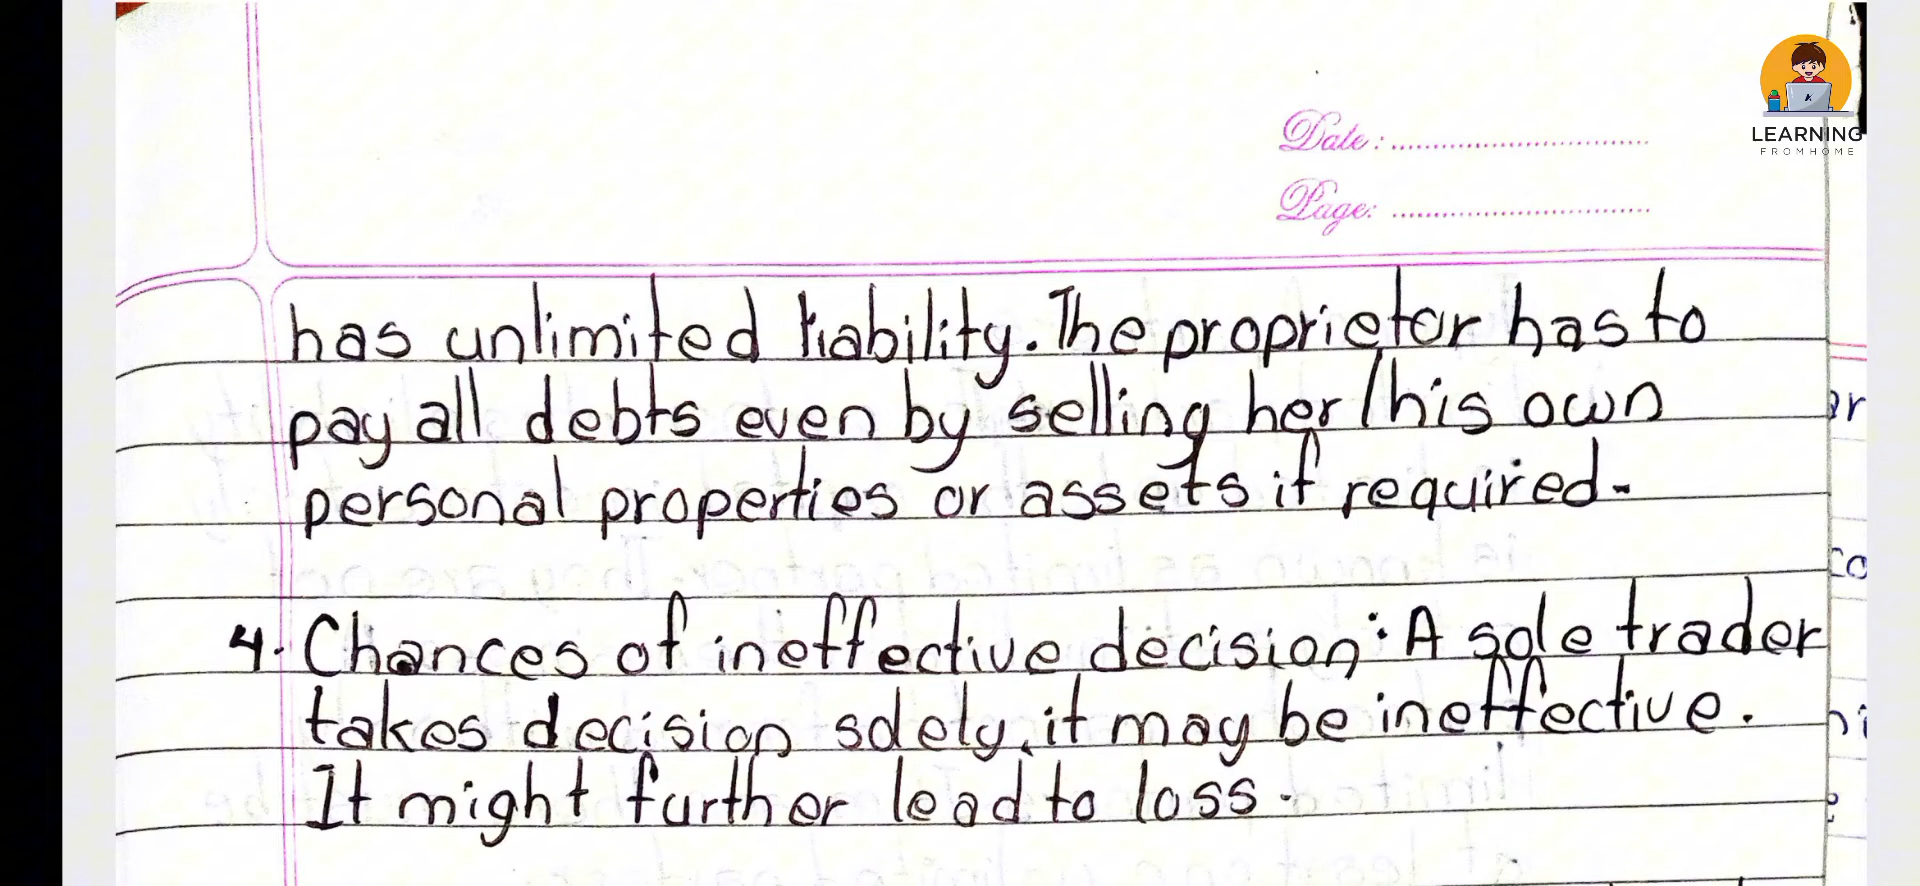 LEARNING
FROMHOME
Date: ..............................
Page: ..............................
has unlimited liability. The proprietor has to
pay all debts even by selling her/his own
personal properties or assets if required.
4. Chances of ineffective decision: A sole trader
takes decision solely, it may be ineffective.
It might further lead to loss.